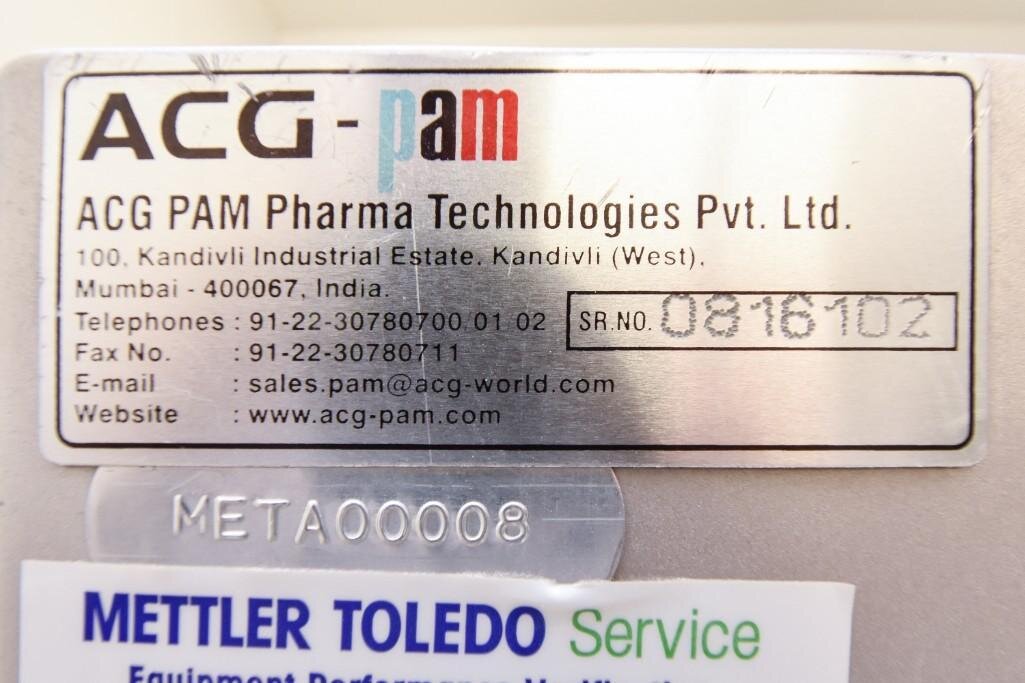 ACG - pam
ACG PAM Pharma Technologies Pvt. Ltd.
100, Kandivli Industrial Estate, Kandivli (West),
Mumbai - 400067, India.
Telephones : 91-22-30780700 01 02
SR.NO. 0816102
Fax No. : 91-22-30780711
E-mail : sales.pam@acg-world.com
Website : www.acg-pam.com
META00008
METTLER TOLEDO Service
Equipment Performance